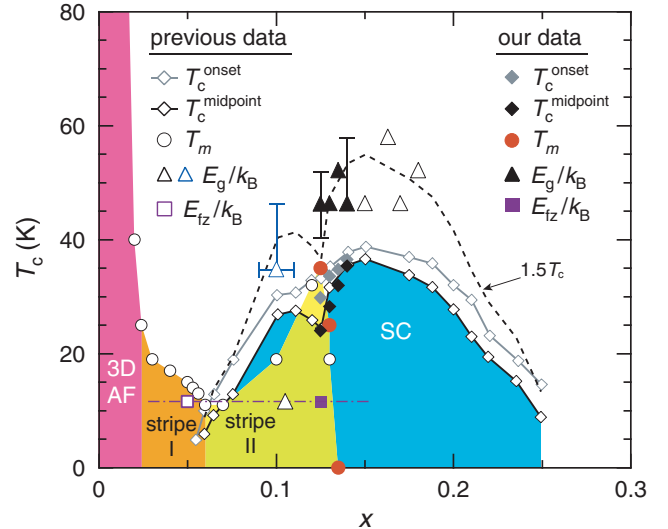 80
60
40
20
0
T_c (K)
previous data
T_c^onset
T_c^midpoint
T_m
E_g/k_B
E_fz/k_B
our data
T_c^onset
T_c^midpoint
T_m
E_g/k_B
E_fz/k_B
1.5T_c
SC
3D
AF
stripe
I
stripe
II
0
0.1
0.2
0.3
x